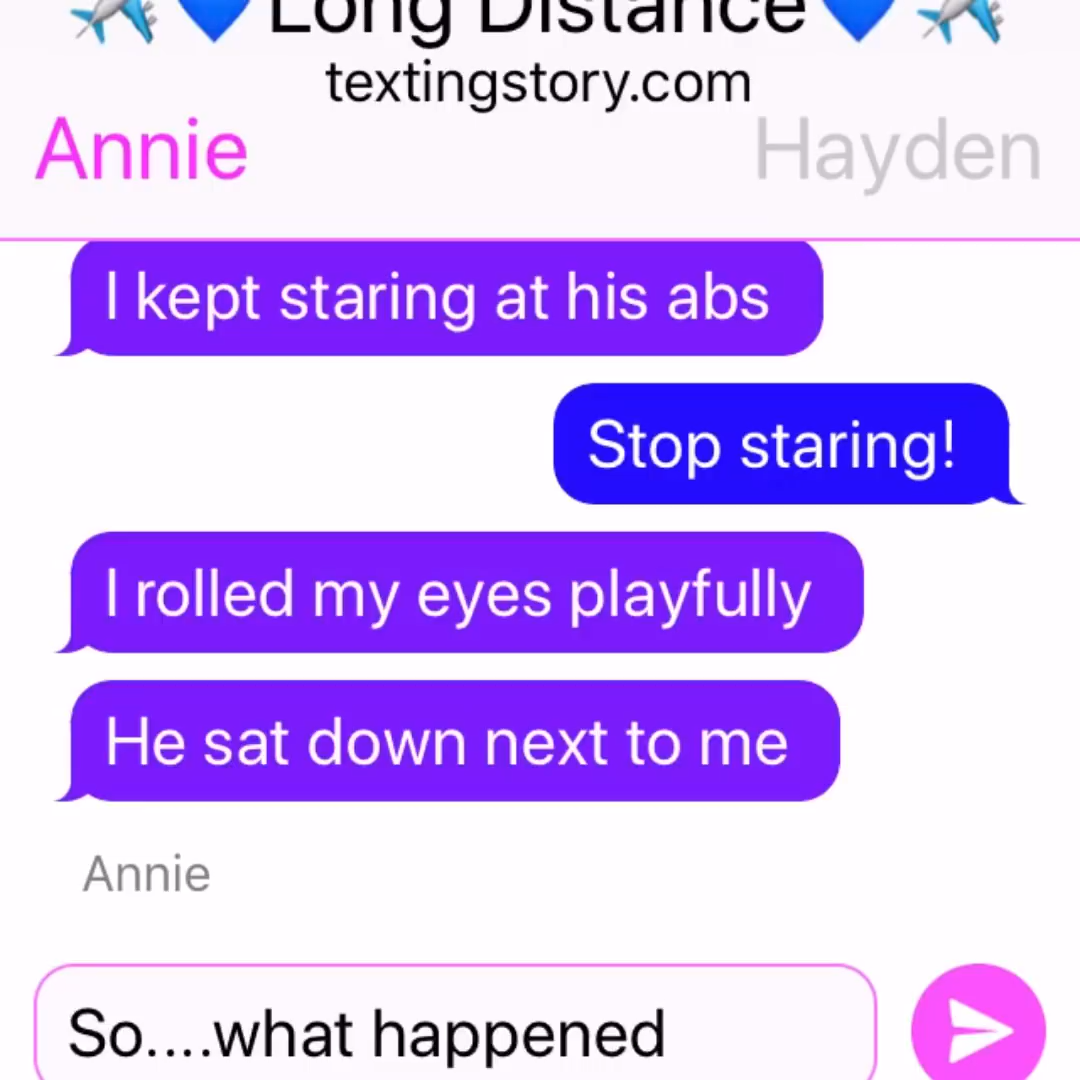 ✈️💙Long Distance💙✈️
textingstory.com
Annie
Hayden
I kept staring at his abs
Stop staring!
I rolled my eyes playfully
He sat down next to me
Annie
So....what happened